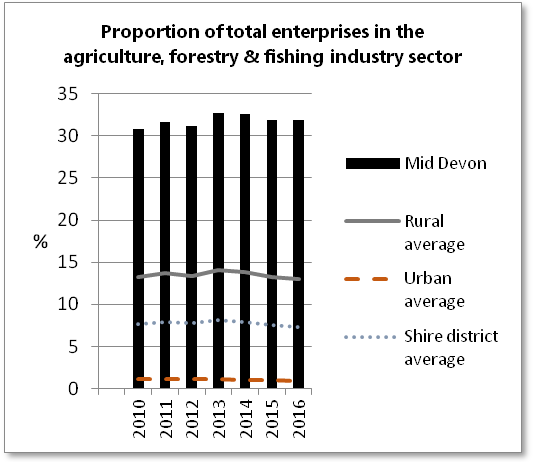 Proportion of total enterprises in the
agriculture, forestry & fishing industry sector
35
30
25
20
15
10
5
0
%
2010
2011
2012
2013
2014
2015
2016
Mid Devon
Rural
average
Urban
average
Shire district
average